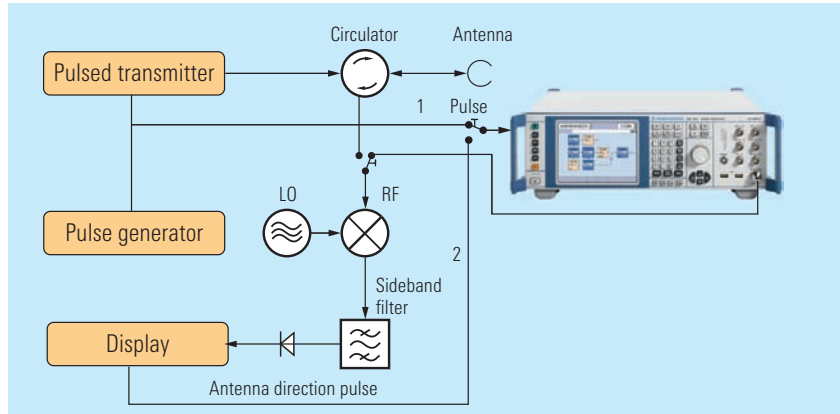 Circulator
Antenna
Pulsed transmitter
1
Pulse
LO
RF
Pulse generator
2
Sideband
filter
Display
Antenna direction pulse